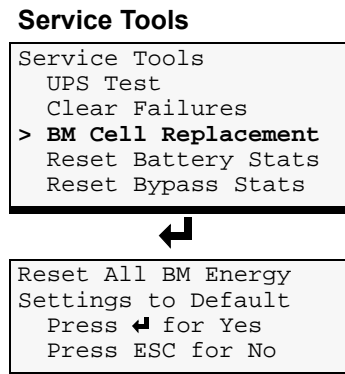 Service Tools
Service Tools
UPS Test
Clear Failures
> BM Cell Replacement
Reset Battery Stats
Reset Bypass Stats
Reset All BM Energy
Settings to Default
Press ↵ for Yes
Press ESC for No